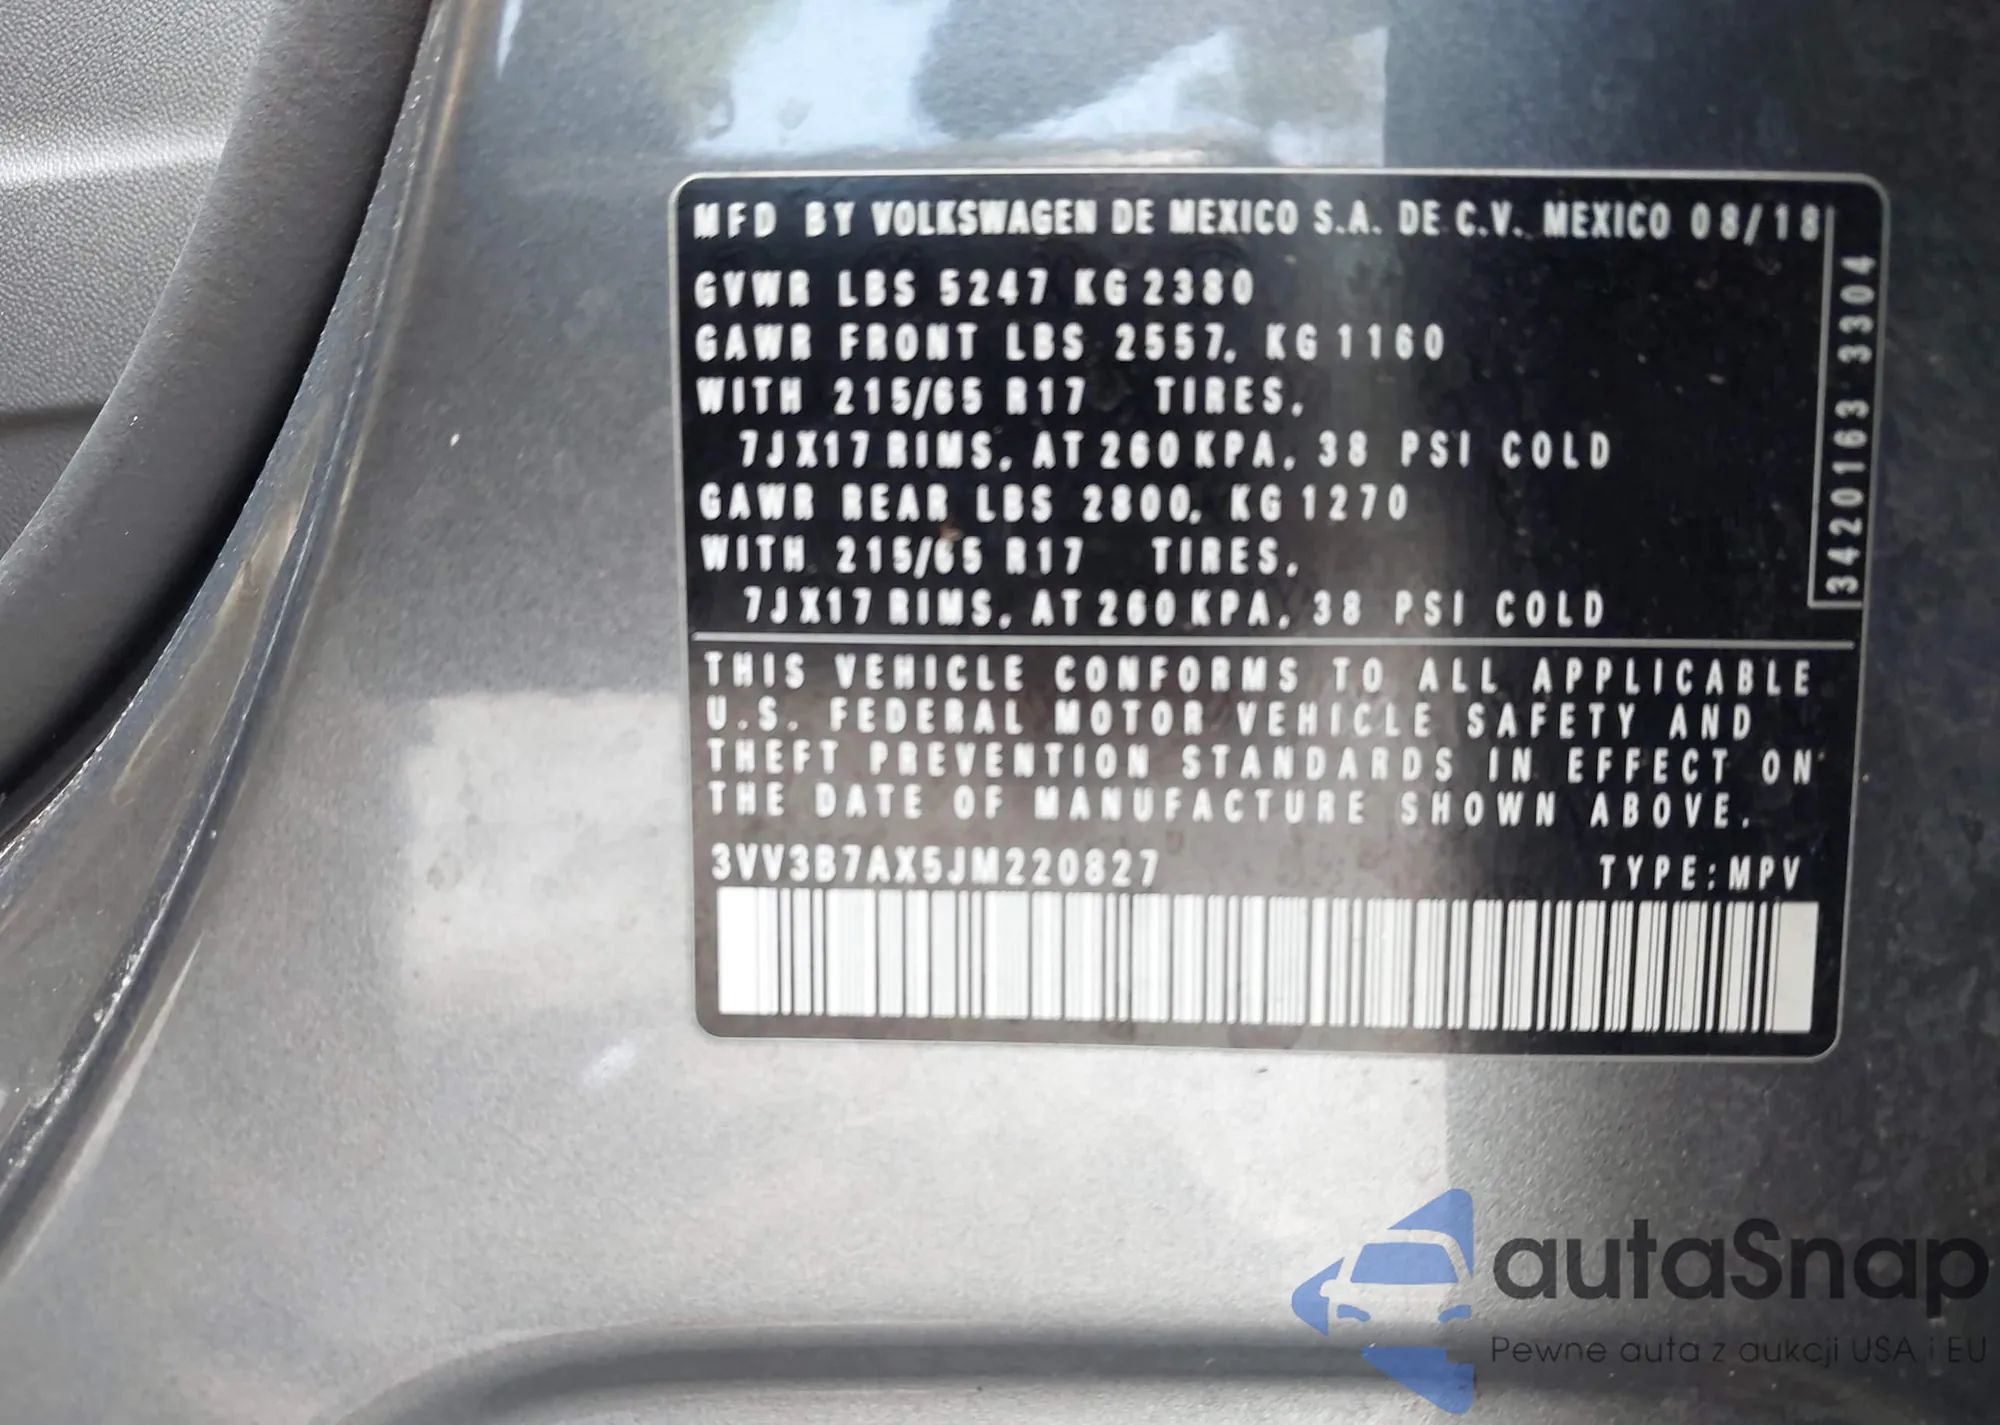 MFD BY VOLKSWAGEN DE MEXICO S.A. DE C.V. MEXICO 08/18
GVWR LBS 5247 KG 2380
GAWR FRONT LBS 2557, KG 1160
WITH 215/65 R17 TIRES,
7JX17 RIMS, AT 260 KPA, 38 PSI COLD
GAWR REAR LBS 2800, KG 1270
WITH 215/65 R17 TIRES,
7JX17 RIMS, AT 260 KPA, 38 PSI COLD
3420163 3304
THIS VEHICLE CONFORMS TO ALL APPLICABLE
U.S. FEDERAL MOTOR VEHICLE SAFETY AND
THEFT PREVENTION STANDARDS IN EFFECT ON
THE DATE OF MANUFACTURE SHOWN ABOVE.
3VV3B7AX5JM220827 TYPE:MPV
autaSnap
Pewne auta z aukcji USA i EU